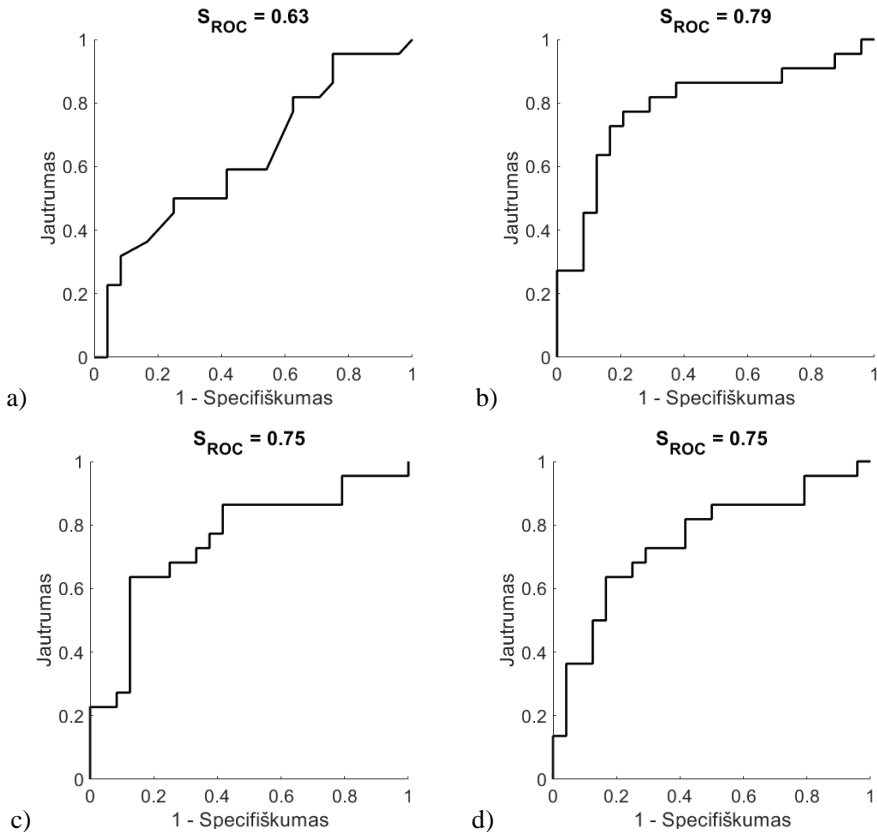 S_ROC = 0.63
1
0.8
0.6
0.4
0.2
0
Jautrumas
0 0.2 0.4 0.6 0.8 1
1 - Specifiškumas
a)
S_ROC = 0.79
1
0.8
0.6
0.4
0.2
0
Jautrumas
0 0.2 0.4 0.6 0.8 1
1 - Specifiškumas
b)
S_ROC = 0.75
1
0.8
0.6
0.4
0.2
0
Jautrumas
0 0.2 0.4 0.6 0.8 1
1 - Specifiškumas
c)
S_ROC = 0.75
1
0.8
0.6
0.4
0.2
0
Jautrumas
0 0.2 0.4 0.6 0.8 1
1 - Specifiškumas
d)